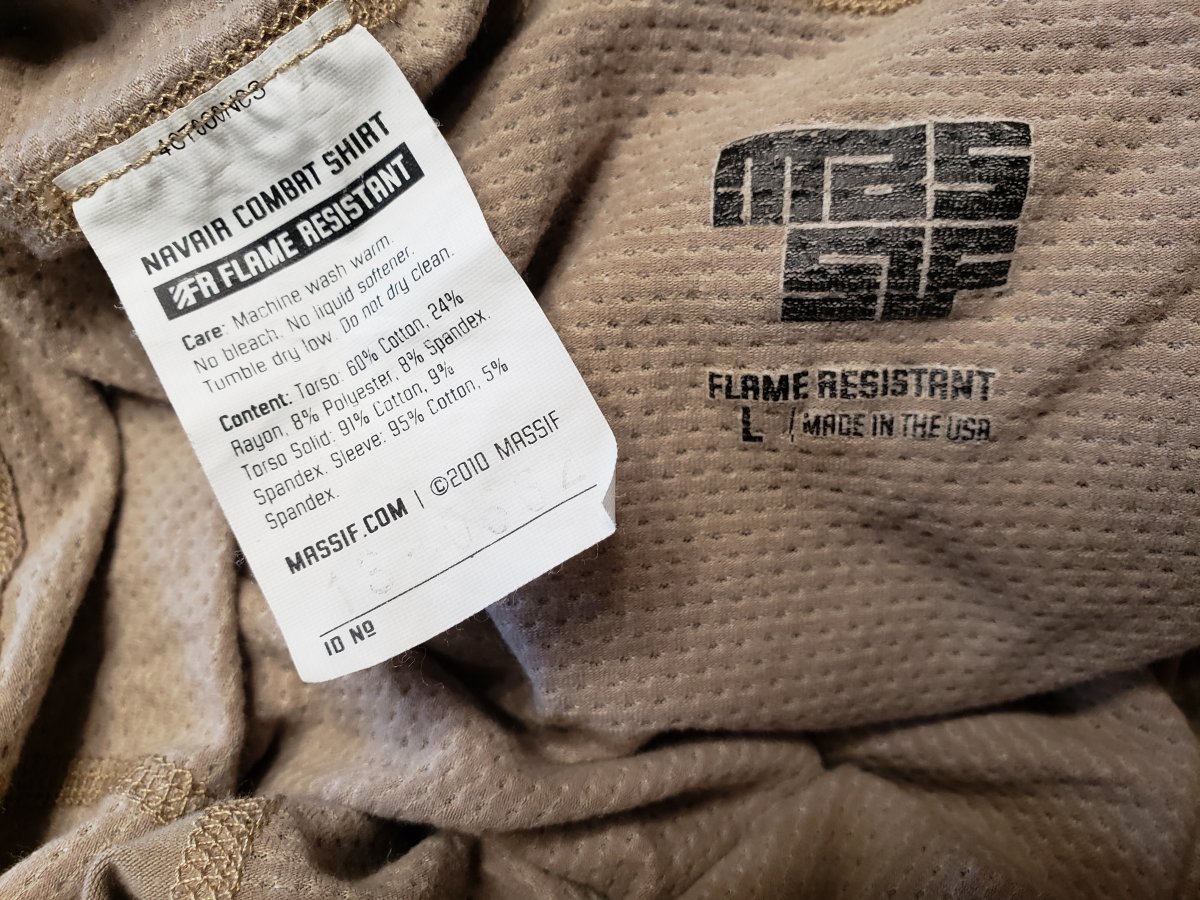 NAVAIR COMBAT SHIRT
FR FLAME RESISTANT
Care: Machine wash warm.
No bleach. No liquid softener.
Tumble dry low. Do not dry clean.
Content: Torso: 60% Cotton, 24%
Rayon, 8% Polyester, 8% Spandex.
Torso Solid: 91% Cotton, 9%
Spandex. Sleeve: 95% Cotton, 5%
Spandex.
MASSIF.COM | ©2010 MASSIF
ID Nº
MAS
SIF
FLAME RESISTANT
L / MADE IN THE USA